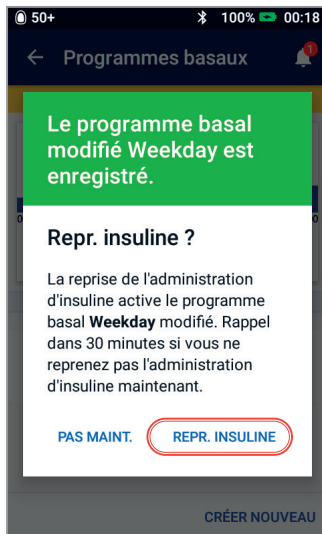 50+ 100% 00:18
Programmes basaux 1
Le programme basal
modifié Weekday est
enregistré.
Repr. insuline ?
La reprise de l'administration
d'insuline active le programme
basal Weekday modifié. Rappel
dans 30 minutes si vous ne
reprenez pas l'administration
d'insuline maintenant.
PAS MAINT. REPR. INSULINE
CRÉER NOUVEAU